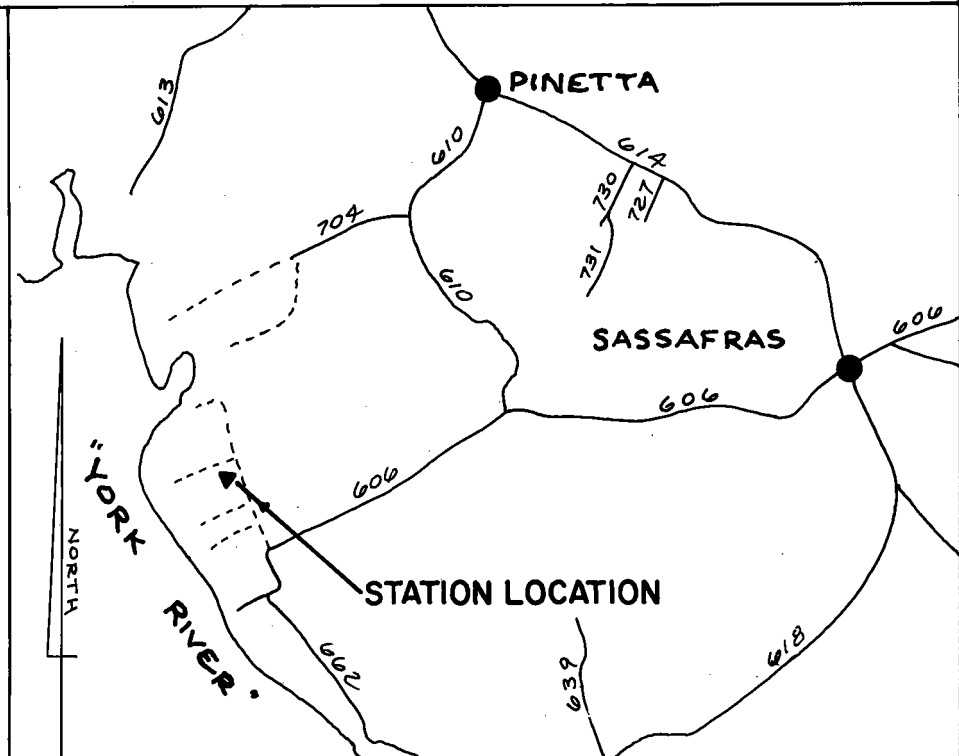 PINETTA
613
610
614
730
727
704
731
610
SASSAFRAS
606
606
606
"YORK
RIVER"
NORTH
STATION LOCATION
662
639
618